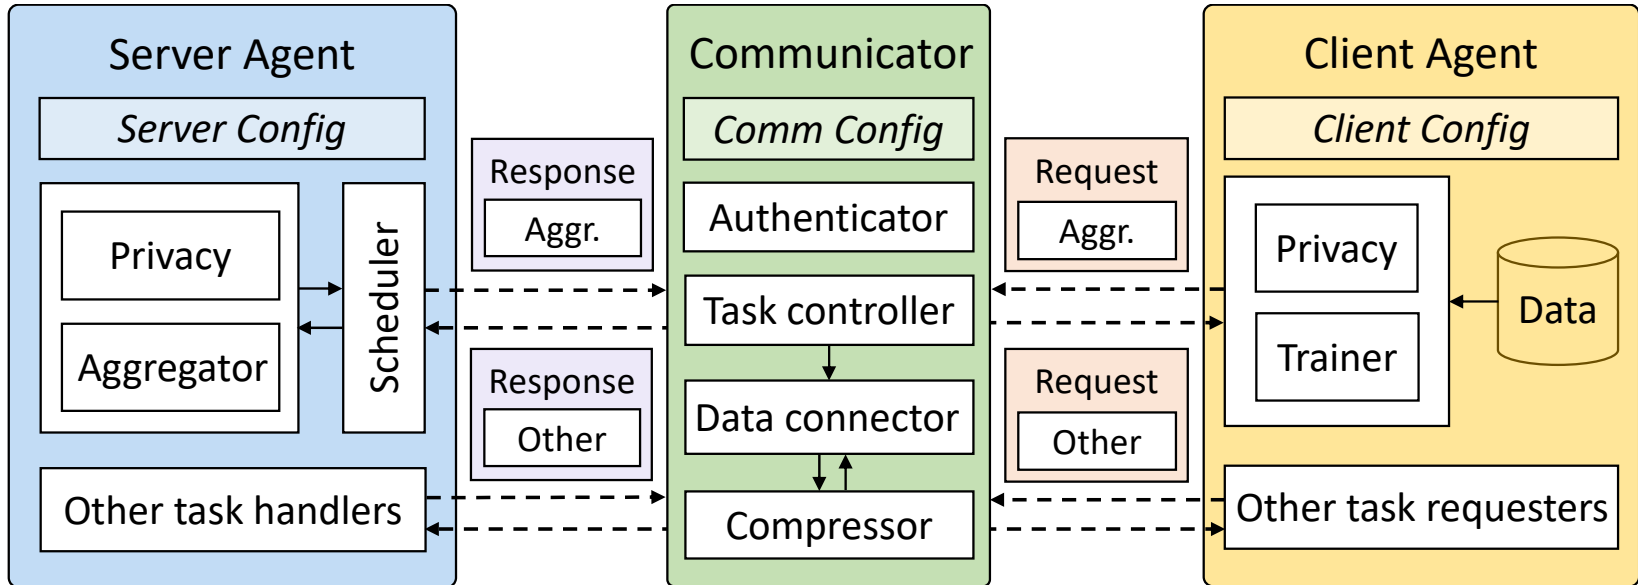 Server Agent
Server Config
Privacy
Aggregator
Scheduler
Other task handlers
Response
Aggr.
Response
Other
Communicator
Comm Config
Authenticator
Task controller
Data connector
Compressor
Request
Aggr.
Request
Other
Client Agent
Client Config
Privacy
Trainer
Data
Other task requesters